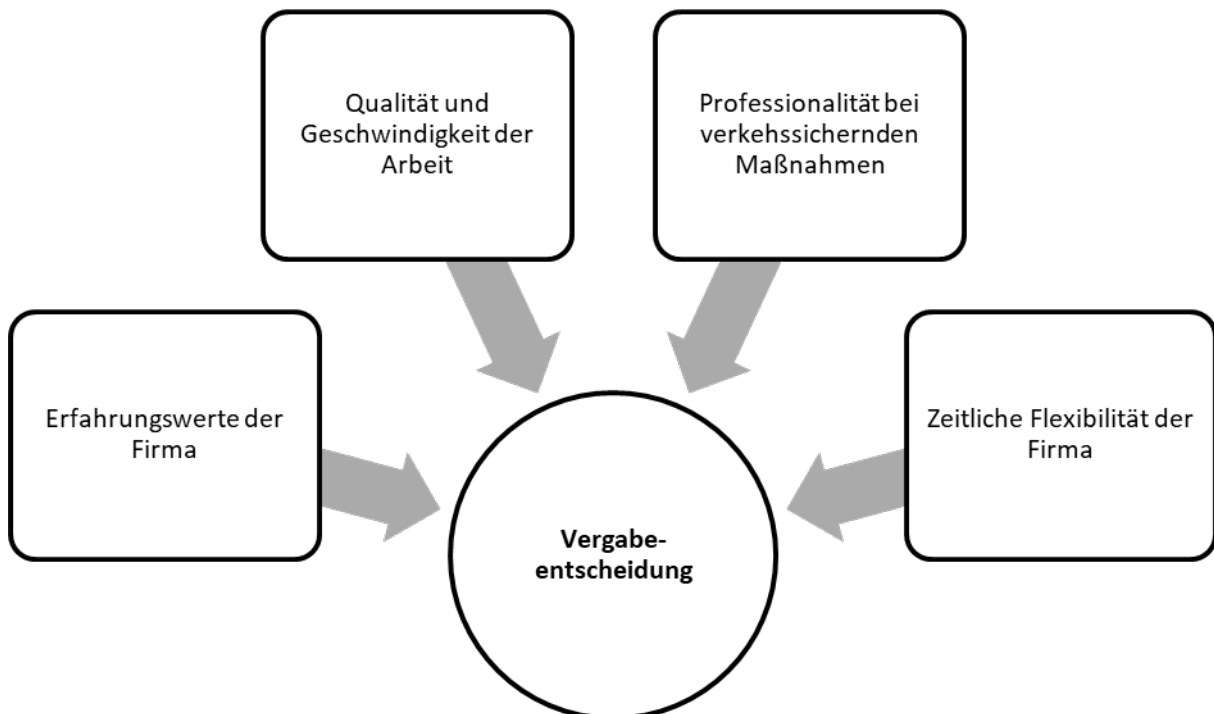 Qualität und
Geschwindigkeit der
Arbeit
Professionalität bei
verkehssichernden
Maßnahmen
Erfahrungswerte der
Firma
Zeitliche Flexibilität der
Firma
Vergabe-
entscheidung